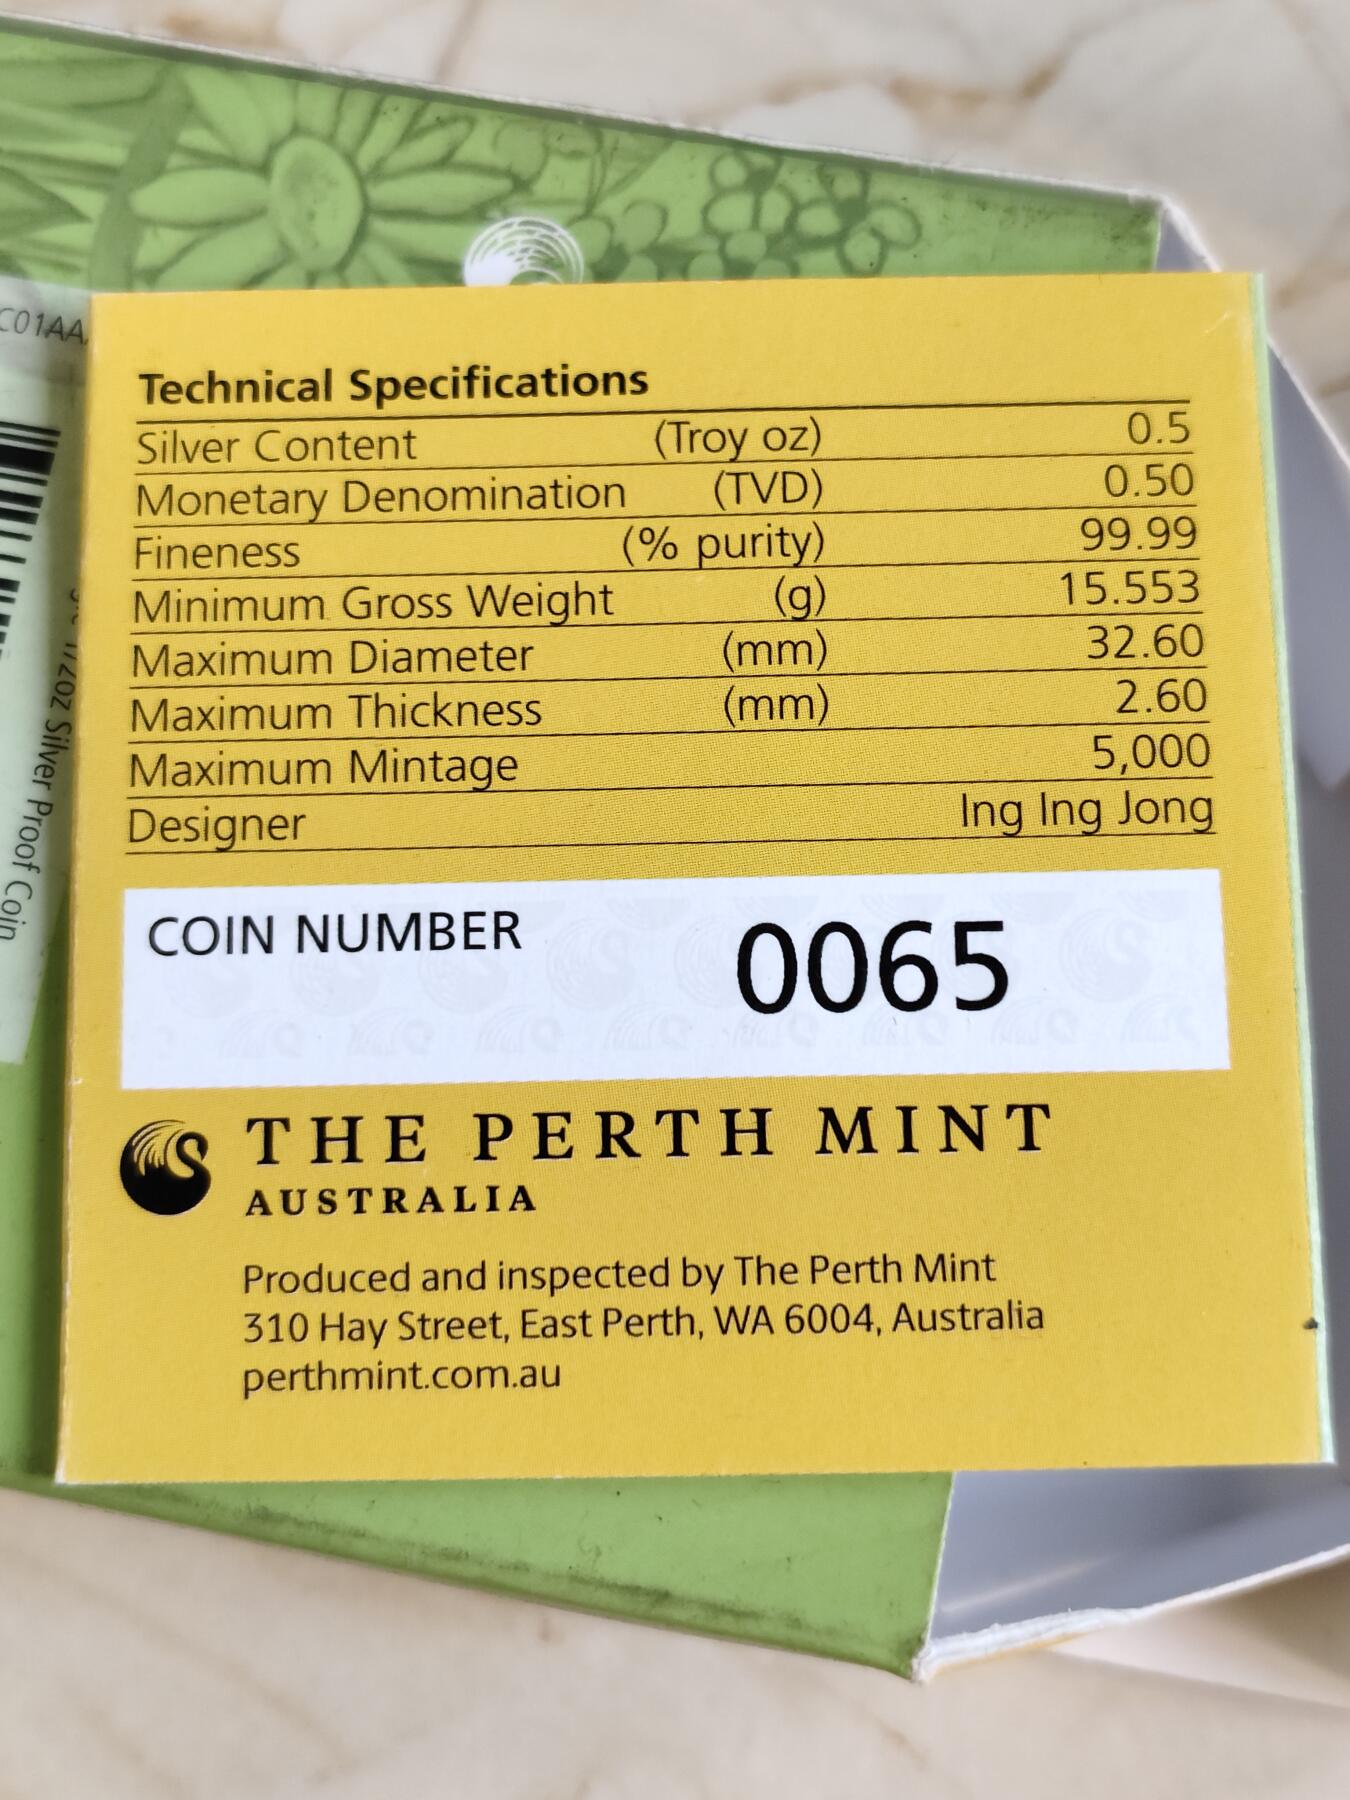 C01AA
1/2oz Silver Proof Coin
Technical Specifications
Silver Content (Troy oz) 0.5
Monetary Denomination (TVD) 0.50
Fineness (% purity) 99.99
Minimum Gross Weight (g) 15.553
Maximum Diameter (mm) 32.60
Maximum Thickness (mm) 2.60
Maximum Mintage 5,000
Designer Ing Ing Jong
COIN NUMBER 0065
THE PERTH MINT
AUSTRALIA
Produced and inspected by The Perth Mint
310 Hay Street, East Perth, WA 6004, Australia
perthmint.com.au